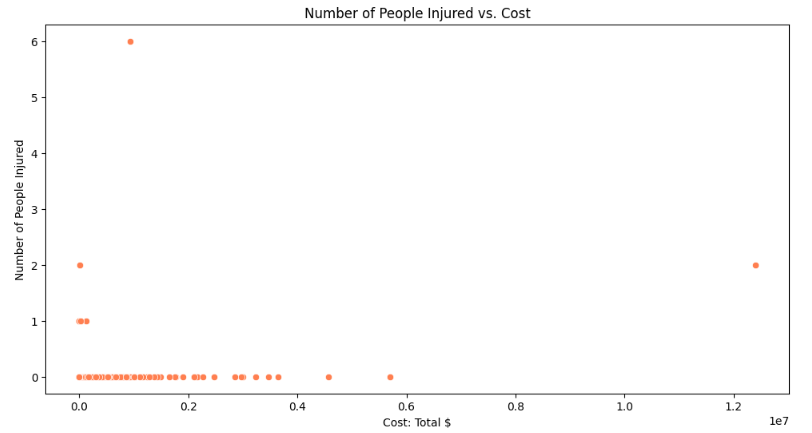 Number of People Injured vs. Cost
Number of People Injured
6
5
4
3
2
1
0
0.0 0.2 0.4 0.6 0.8 1.0 1.2
1e7
Cost: Total $